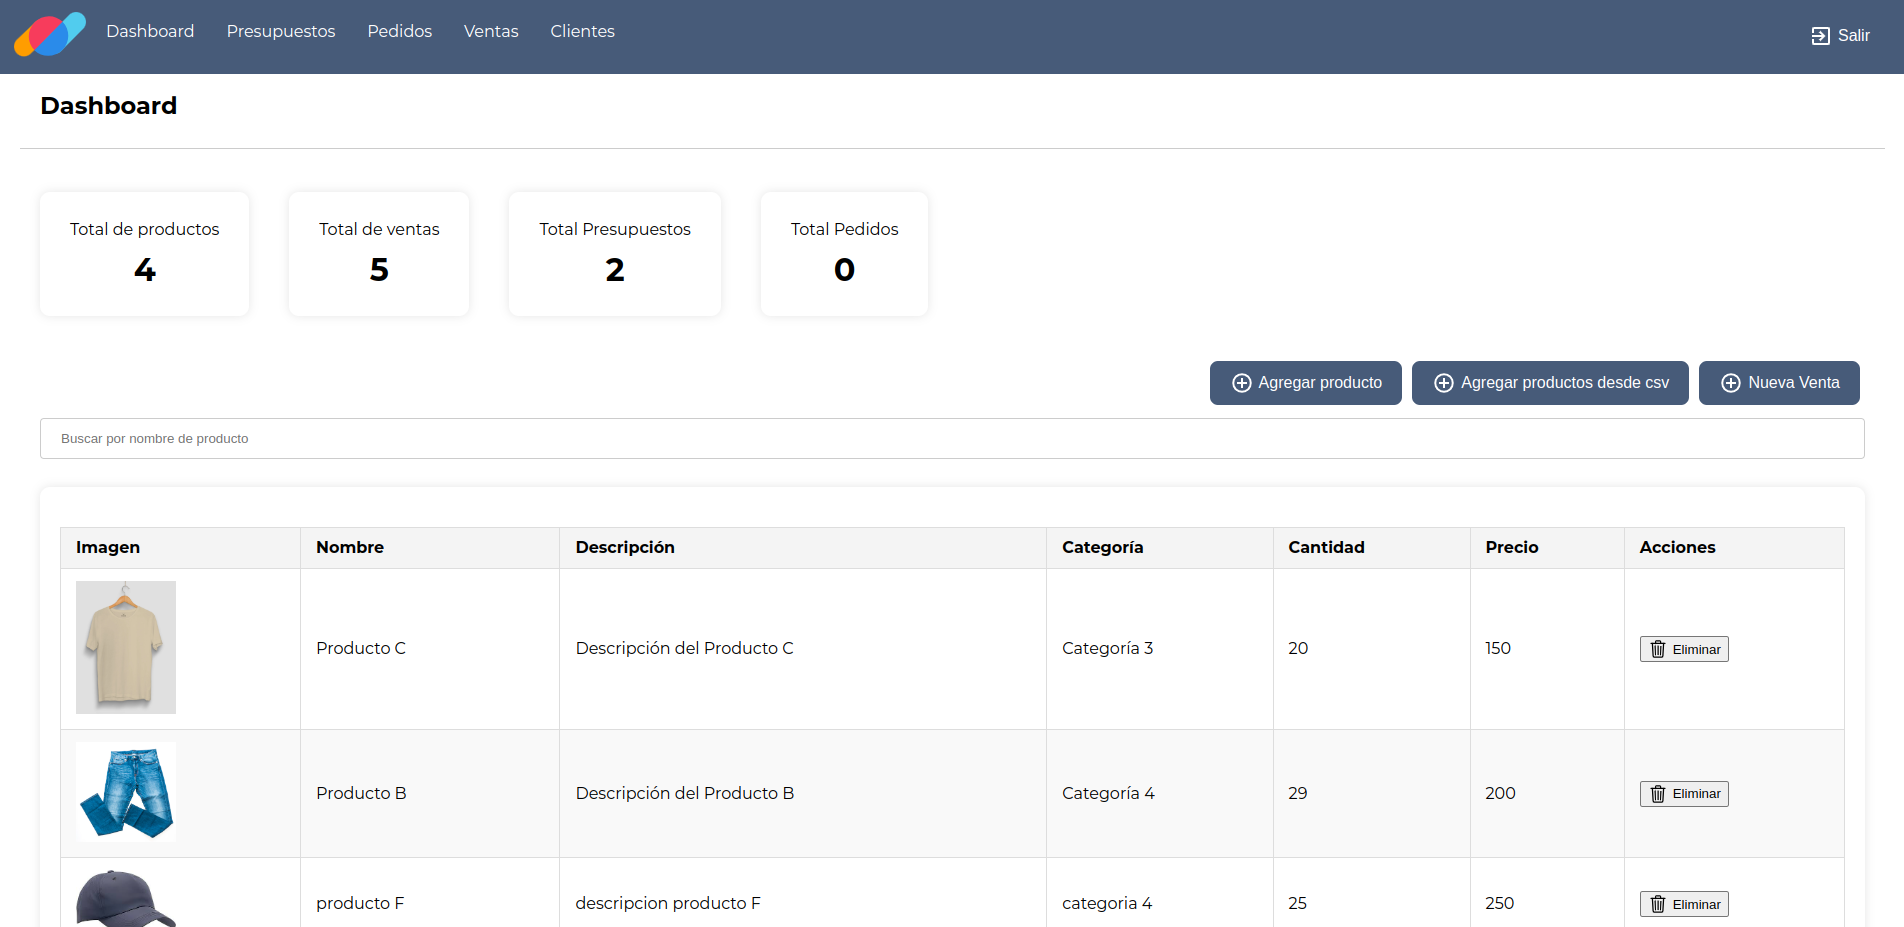 Dashboard Presupuestos Pedidos Ventas Clientes Salir
Dashboard
Total de productos Total de ventas Total Presupuestos Total Pedidos
4 5 2 0
Agregar producto Agregar productos desde csv Nueva Venta
Buscar por nombre de producto
Imagen Nombre Descripción Categoría Cantidad Precio Acciones
Producto C Descripción del Producto C Categoría 3 20 150 Eliminar
Producto B Descripción del Producto B Categoría 4 29 200 Eliminar
producto F descripcion producto F categoria 4 25 250 Eliminar